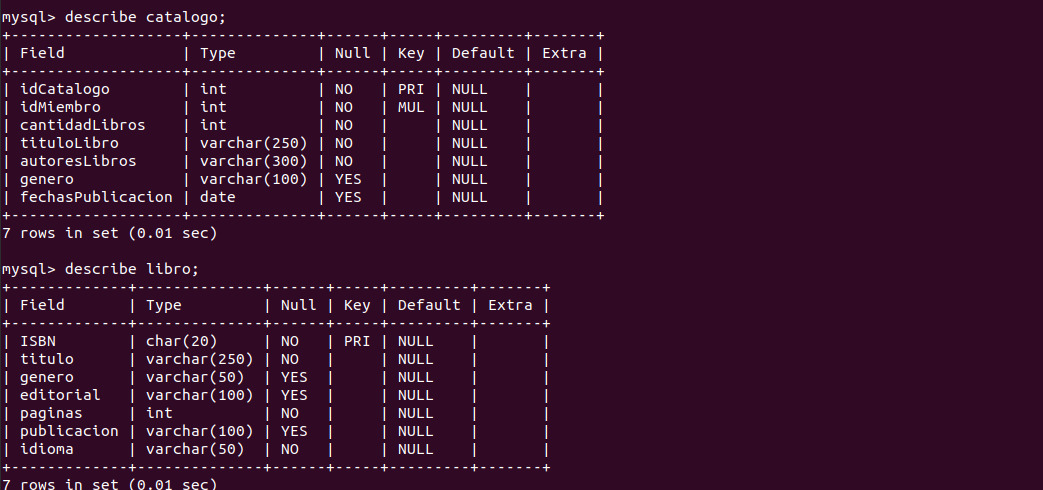 mysql> describe catalogo;
+-------------------+--------------+------+-----+---------+-------+
| Field             | Type         | Null | Key | Default | Extra |
+-------------------+--------------+------+-----+---------+-------+
| idCatalogo        | int          | NO   | PRI | NULL    |       |
| idMiembro         | int          | NO   | MUL | NULL    |       |
| cantidadLibros    | int          | NO   |     | NULL    |       |
| tituloLibro       | varchar(250) | NO   |     | NULL    |       |
| autoresLibros     | varchar(300) | NO   |     | NULL    |       |
| genero            | varchar(100) | YES  |     | NULL    |       |
| fechasPublicacion | date         | YES  |     | NULL    |       |
+-------------------+--------------+------+-----+---------+-------+
7 rows in set (0.01 sec)

mysql> describe libro;
+-------------+--------------+------+-----+---------+-------+
| Field       | Type         | Null | Key | Default | Extra |
+-------------+--------------+------+-----+---------+-------+
| ISBN        | char(20)     | NO   | PRI | NULL    |       |
| titulo      | varchar(250) | NO   |     | NULL    |       |
| genero      | varchar(50)  | YES  |     | NULL    |       |
| editorial   | varchar(100) | YES  |     | NULL    |       |
| paginas     | int          | NO   |     | NULL    |       |
| publicacion | varchar(100) | YES  |     | NULL    |       |
| idioma      | varchar(50)  | NO   |     | NULL    |       |
+-------------+--------------+------+-----+---------+-------+
7 rows in set (0.01 sec)